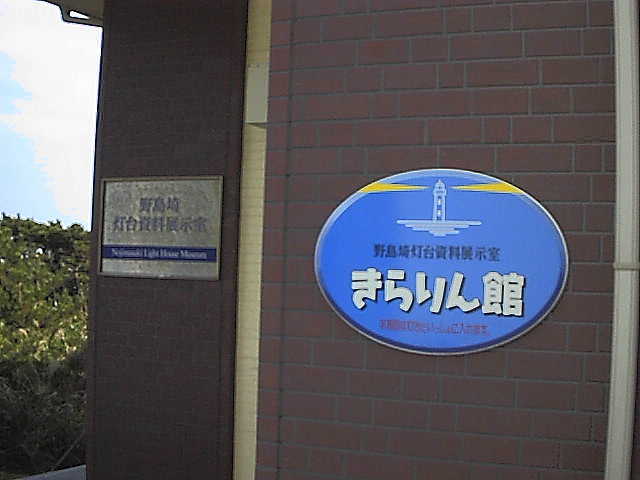 野島埼
灯台資料展示室
Nojimasaki Light House Museum
野島埼灯台資料展示室
きらりん館